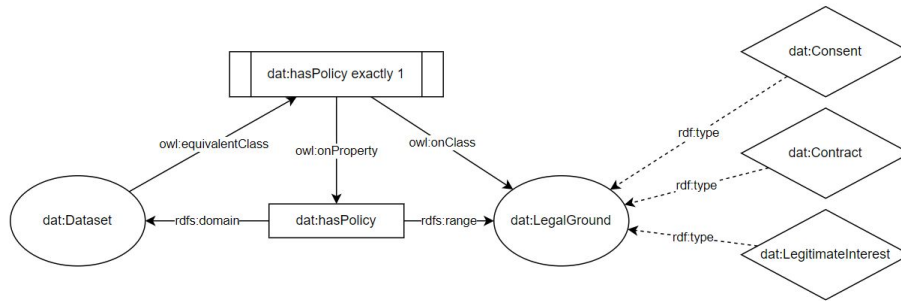 dat:Consent
dat:hasPolicy exactly 1
rdf:type
owl:equivalentClass
owl:onProperty
owl:onClass
dat:Contract
rdf:type
dat:Dataset
rdfs:domain
dat:hasPolicy
rdfs:range
dat:LegalGround
rdf:type
dat:LegitimateInterest